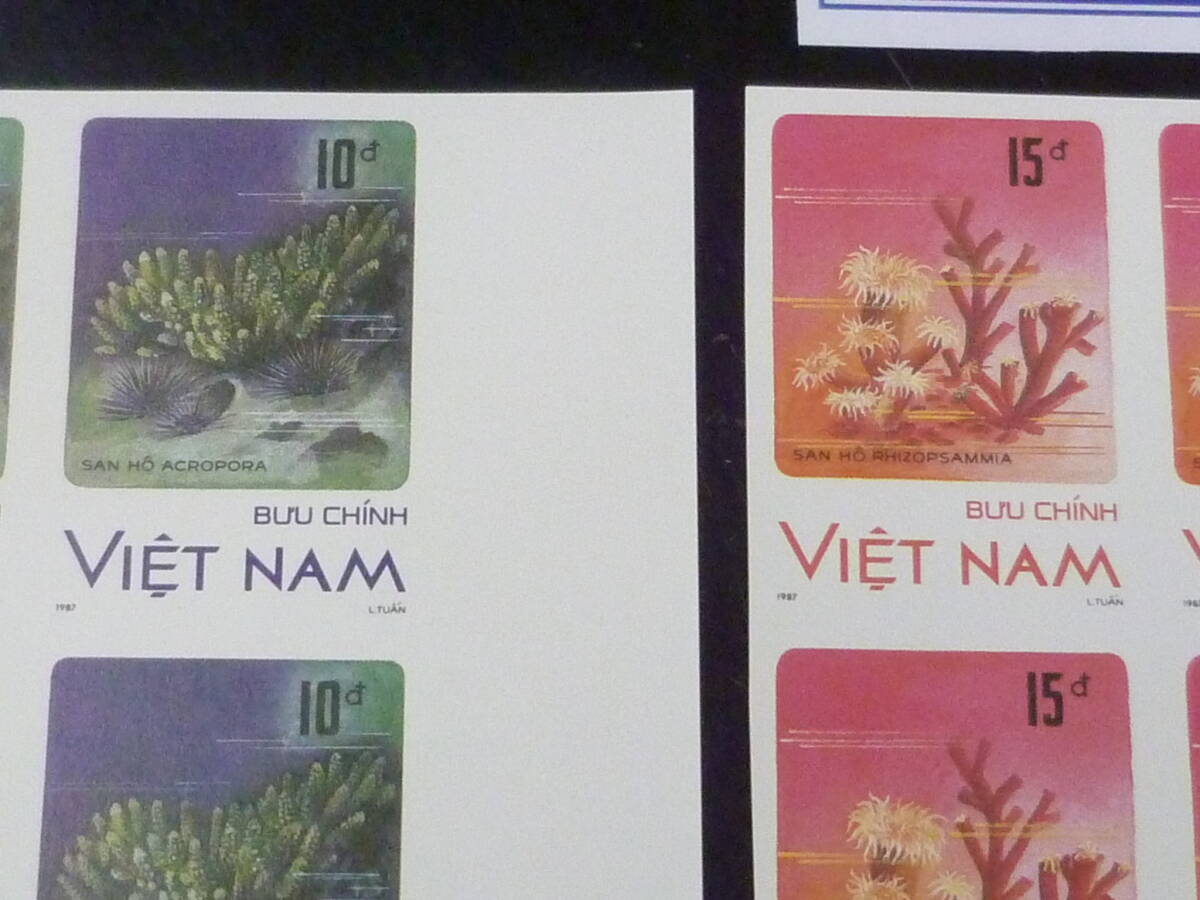 10đ
SAN HÔ ACROPORA
BƯU CHÍNH
VIỆT NAM
1987 L.TUẤN
10đ
15đ
SAN HÔ RHIZOPSAMMIA
BƯU CHÍNH
VIỆT NAM
1987 L.TUẤN
15đ